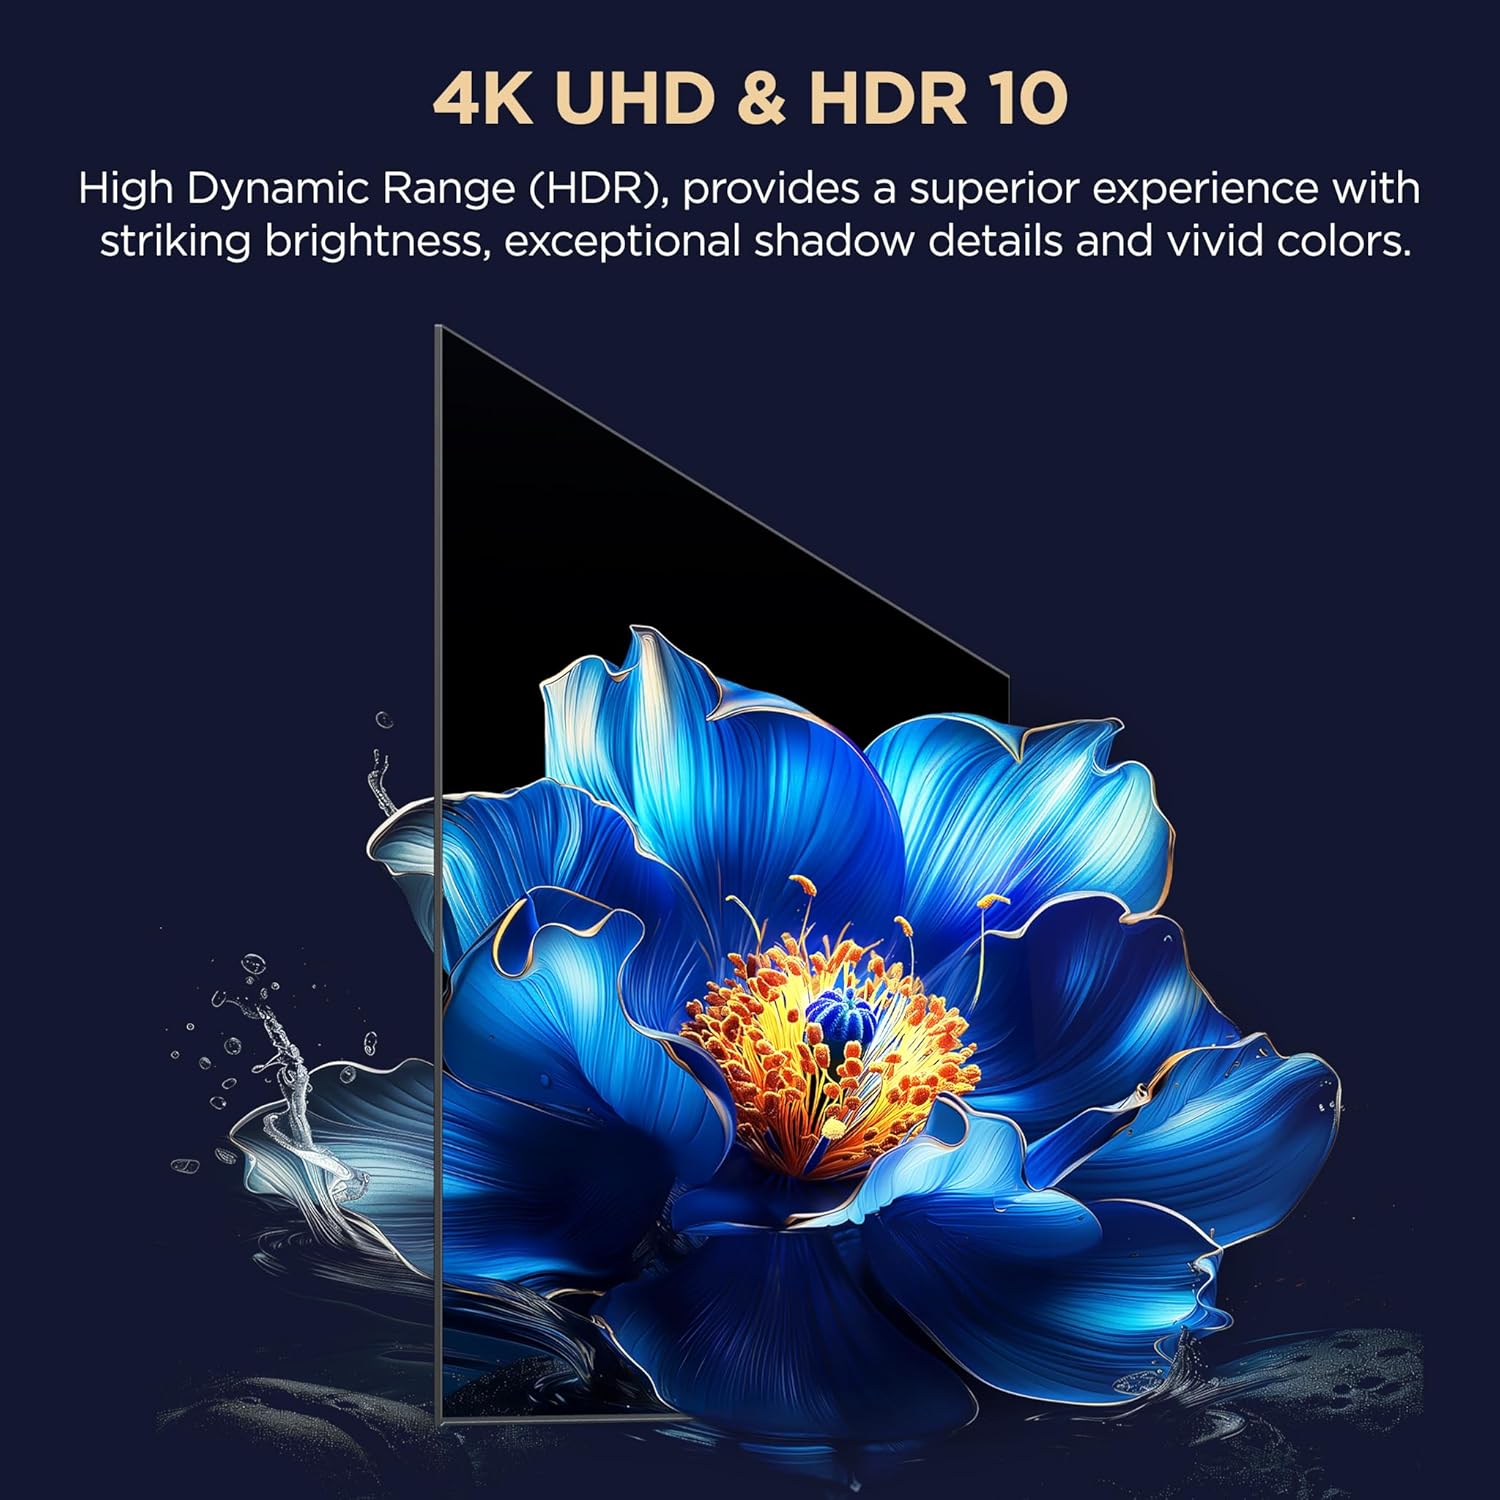 4K UHD & HDR 10
High Dynamic Range (HDR), provides a superior experience with
striking brightness, exceptional shadow details and vivid colors.